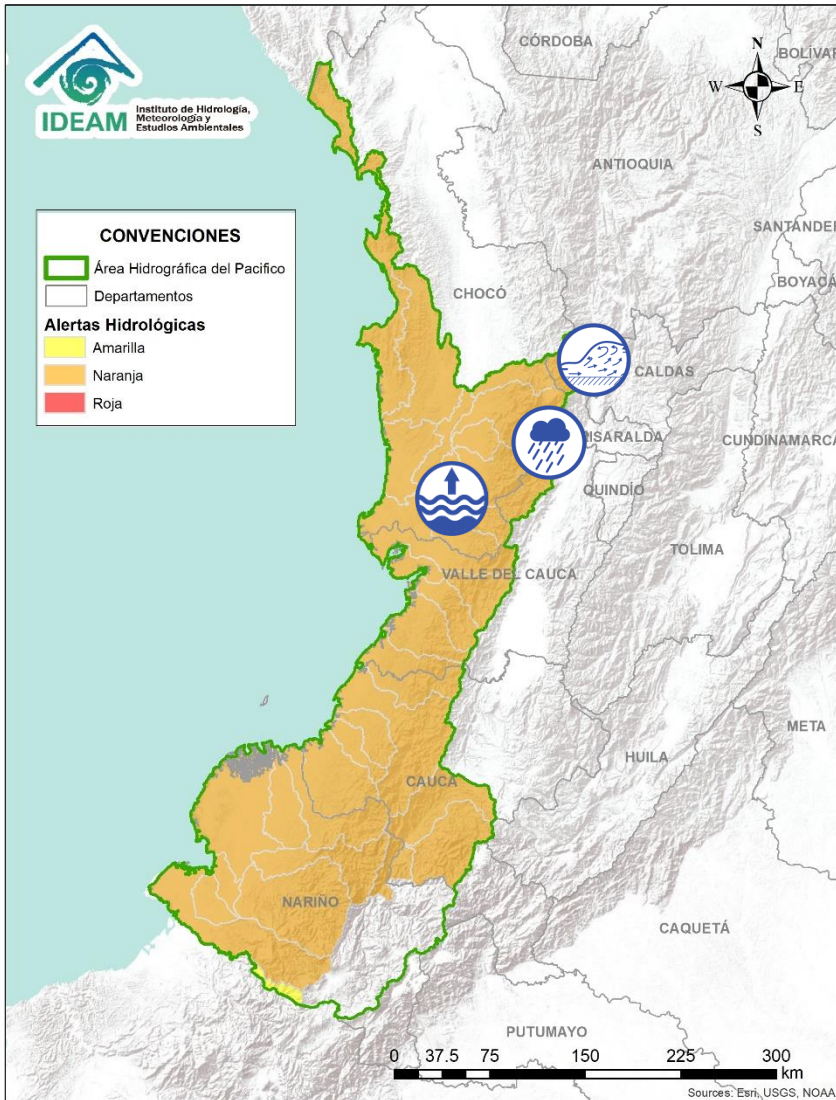 IDEAM
Instituto de Hidrología,
Meteorología y
Estudios Ambientales
CÓRDOBA
BOLÍVAR
N
W
E
S
ANTIOQUIA
SANTANDER
BOYACÁ
CONVENCIONES
Área Hidrográfica del Pacifico
Departamentos
Alertas Hidrológicas
Amarilla
Naranja
Roja
CHOCÓ
CALDAS
RISARALDA
CUNDINAMARCA
QUINDÍO
TOLIMA
VALLE DEL CAUCA
META
HUILA
CAUCA
NARIÑO
CAQUETÁ
PUTUMAYO
0 37.5 75 150 225 300
km
Sources: Esri, USGS, NOAA